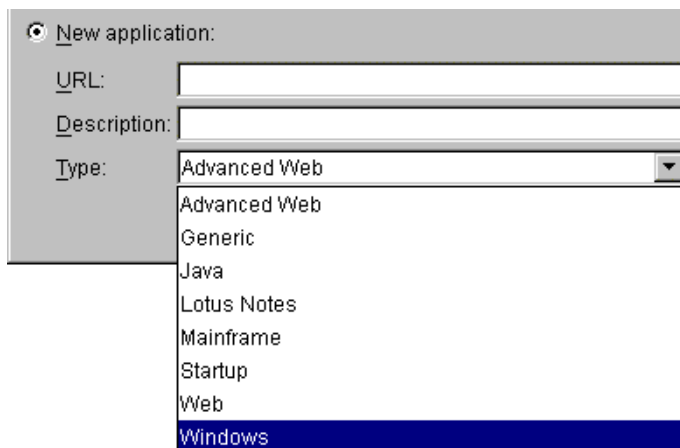 New application:
URL:
Description:
Type: Advanced Web
Advanced Web
Generic
Java
Lotus Notes
Mainframe
Startup
Web
Windows